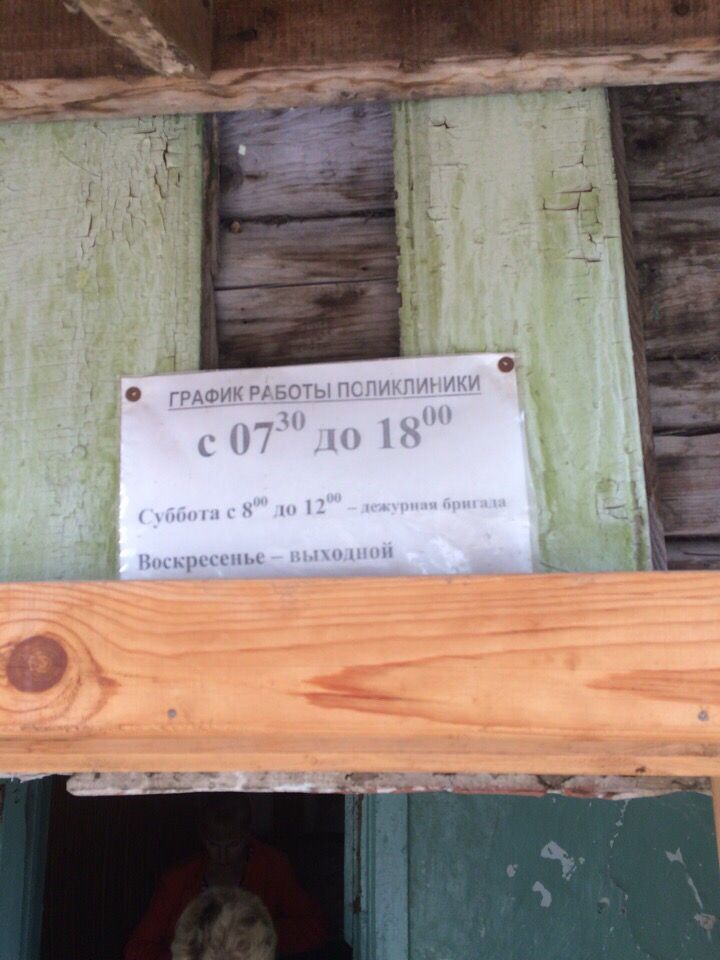 ГРАФИК РАБОТЫ ПОЛИКЛИНИКИ
с 07³⁰ до 18⁰⁰
Суббота с 8⁰⁰ до 12⁰⁰ – дежурная бригада
Воскресенье – выходной